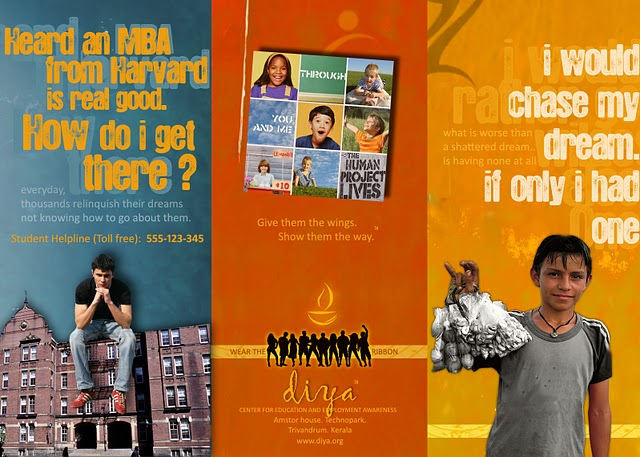 Heard an MBA
from Harvard
is real good.
How do i get
there ?
everyday,
thousands relinquish their dreams
not knowing how to go about them.
Student Helpline (Toll free):  555-123-345
THROUGH
YOU
AND ME
#10
THE
HUMAN
PROJECT
LIVES
Give them the wings.
Show them the way.
WEAR THE RIBBON
diya
CENTER FOR EDUCATION AND EMPLOYMENT AWARENESS
Amstor house. Technopark.
Trivandrum. Kerala
www.diya.org
i would
chase my
dream.
if only i had
one
what is worse than
a shattered dream..
is having none at all